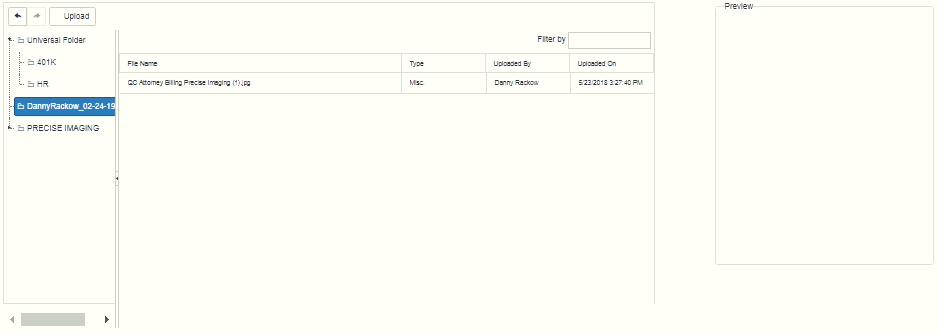 Preview
Upload
Filter by
Universal Folder
401K
HR
DannyRackow_02-24-19
PRECISE IMAGING
File Name Type Uploaded By Uploaded On
QC Attorney Billing Precise Imaging (1).jpg Misc. Danny Rackow 5/23/2018 3:27:40 PM